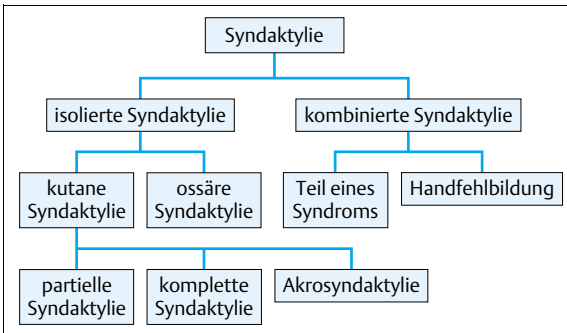 Syndaktylie
isolierte Syndaktylie
kombinierte Syndaktylie
kutane
Syndaktylie
ossäre
Syndaktylie
Teil eines
Syndroms
Handfehlbildung
partielle
Syndaktylie
komplette
Syndaktylie
Akrosyndaktylie